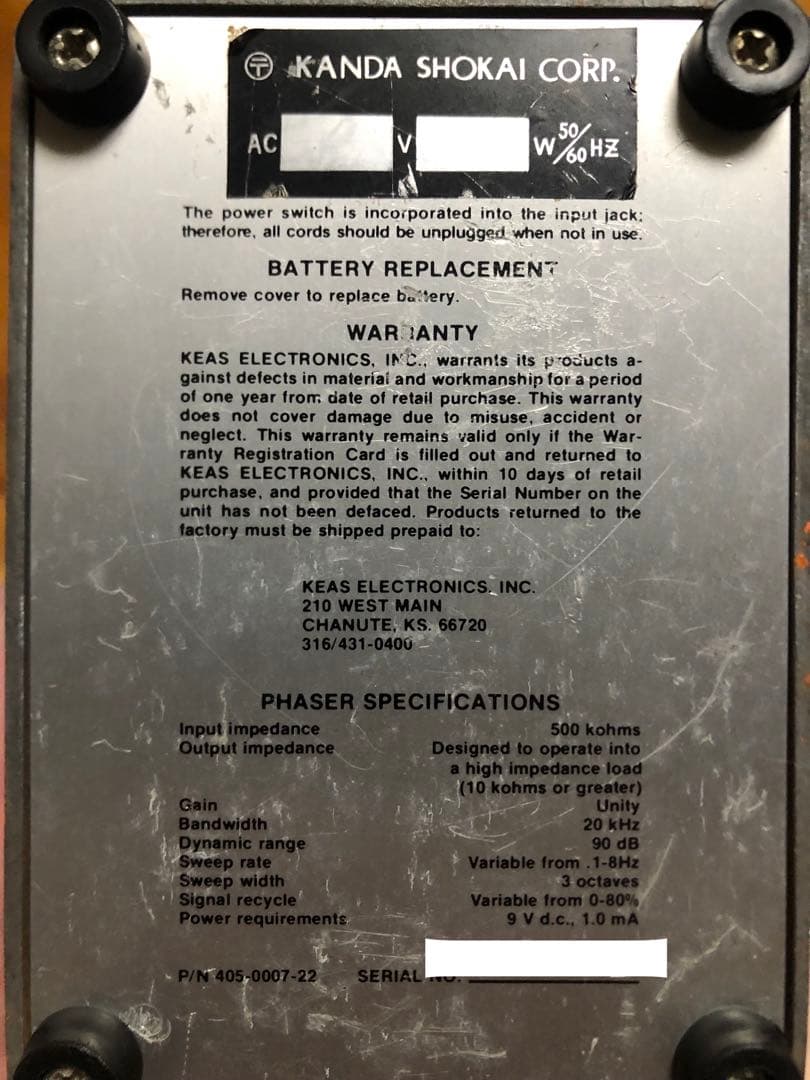 〶 KANDA SHOKAI CORP.
AC V W 50/60 HZ
The power switch is incorporated into the input jack;
therefore, all cords should be unplugged when not in use.
BATTERY REPLACEMENT
Remove cover to replace battery.
WARRANTY
KEAS ELECTRONICS, INC., warrants its products a-
gainst defects in material and workmanship for a period
of one year from date of retail purchase. This warranty
does not cover damage due to misuse, accident or
neglect. This warranty remains valid only if the War-
ranty Registration Card is filled out and returned to
KEAS ELECTRONICS, INC., within 10 days of retail
purchase, and provided that the Serial Number on the
unit has not been defaced. Products returned to the
factory must be shipped prepaid to:
KEAS ELECTRONICS, INC.
210 WEST MAIN
CHANUTE, KS. 66720
316/431-0400
PHASER SPECIFICATIONS
Input impedance 500 kohms
Output impedance Designed to operate into
a high impedance load
(10 kohms or greater)
Gain Unity
Bandwidth 20 kHz
Dynamic range 90 dB
Sweep rate Variable from .1-8Hz
Sweep width 3 octaves
Signal recycle Variable from 0-80%
Power requirements 9 V d.c., 1.0 mA
P/N 405-0007-22 SERIAL NO.